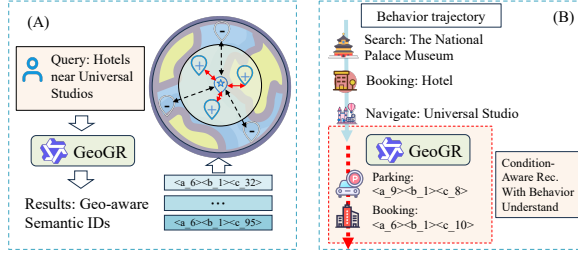 (A)
Query: Hotels
near Universal
Studios
GeoGR
Results: Geo-aware
Semantic IDs
+
+
+
-
-
-
<a_6><b_1><c_32>
...
<a_6><b_1><c_95>
(B)
Behavior trajectory
Search: The National
Palace Museum
Booking: Hotel
Navigate: Universal Studio
GeoGR
Parking:
<a_9><b_1><c_8>
Booking:
<a_6><b_1><c_10>
P
Condition-
Aware Rec.
With Behavior
Understand